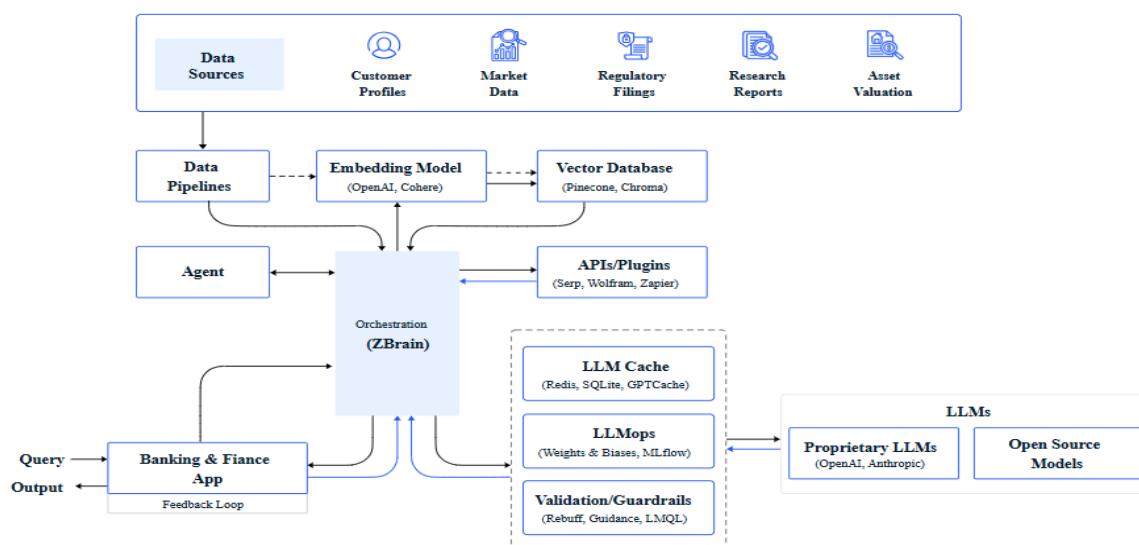 Data
Sources
Customer
Profiles
Market
Data
Regulatory
Filings
Research
Reports
Asset
Valuation
Data
Pipelines
Embedding Model
(OpenAI, Cohere)
Vector Database
(Pinecone, Chroma)
Agent
APIs/Plugins
(Serp, Wolfram, Zapier)
Orchestration
(ZBrain)
LLM Cache
(Redis, SQLite, GPTCache)
LLMops
(Weights & Biases, MLflow)
Validation/Guardrails
(Rebuff, Guidance, LMQL)
LLMs
Proprietary LLMs
(OpenAI, Anthropic)
Open Source
Models
Query
Output
Banking & Fiance
App
Feedback Loop